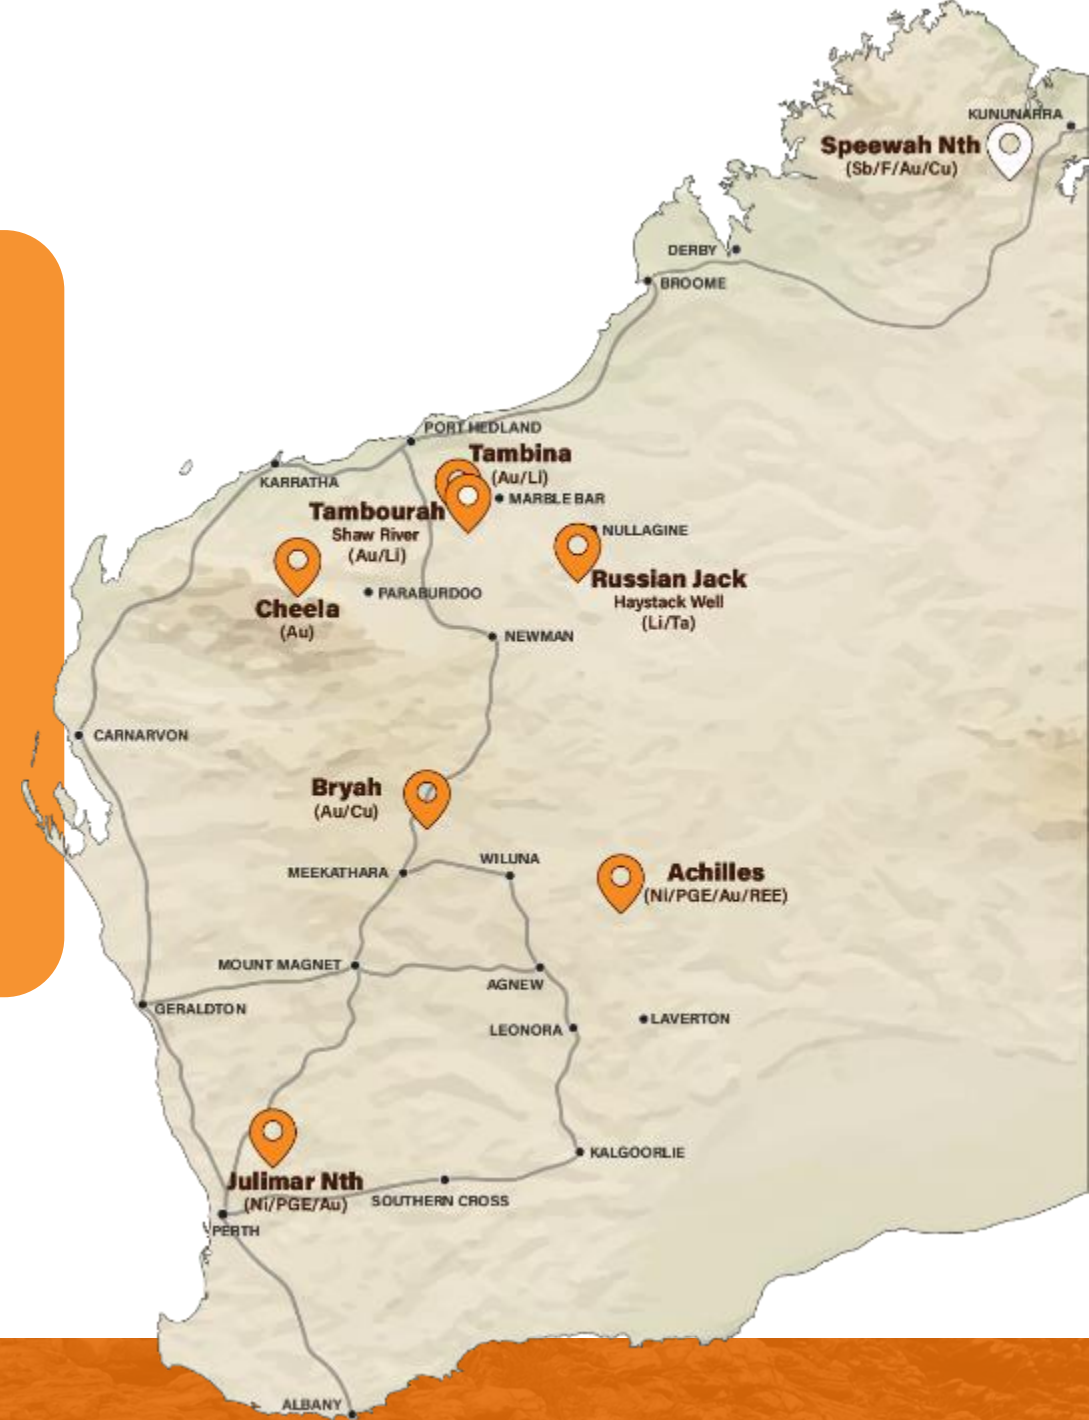 KUNUNARRA
Speewah Nth
(Sb/F/Au/Cu)
DERBY
BROOME
PORT HEDLAND
Tambina
(Au/Li)
KARRATHA
MARBLE BAR
Tambourah
Shaw River
(Au/Li)
NULLAGINE
Russian Jack
Haystack Well
(Li/Ta)
PARABURDOO
Cheela
(Au)
NEWMAN
CARNARVON
Bryah
(Au/Cu)
WILUNA
MEEKATHARA
Achilles
(Ni/PGE/Au/REE)
MOUNT MAGNET
AGNEW
GERALDTON
LEONORA
LAVERTON
KALGOORLIE
Julimar Nth
(Ni/PGE/Au)
SOUTHERN CROSS
PERTH
ALBANY